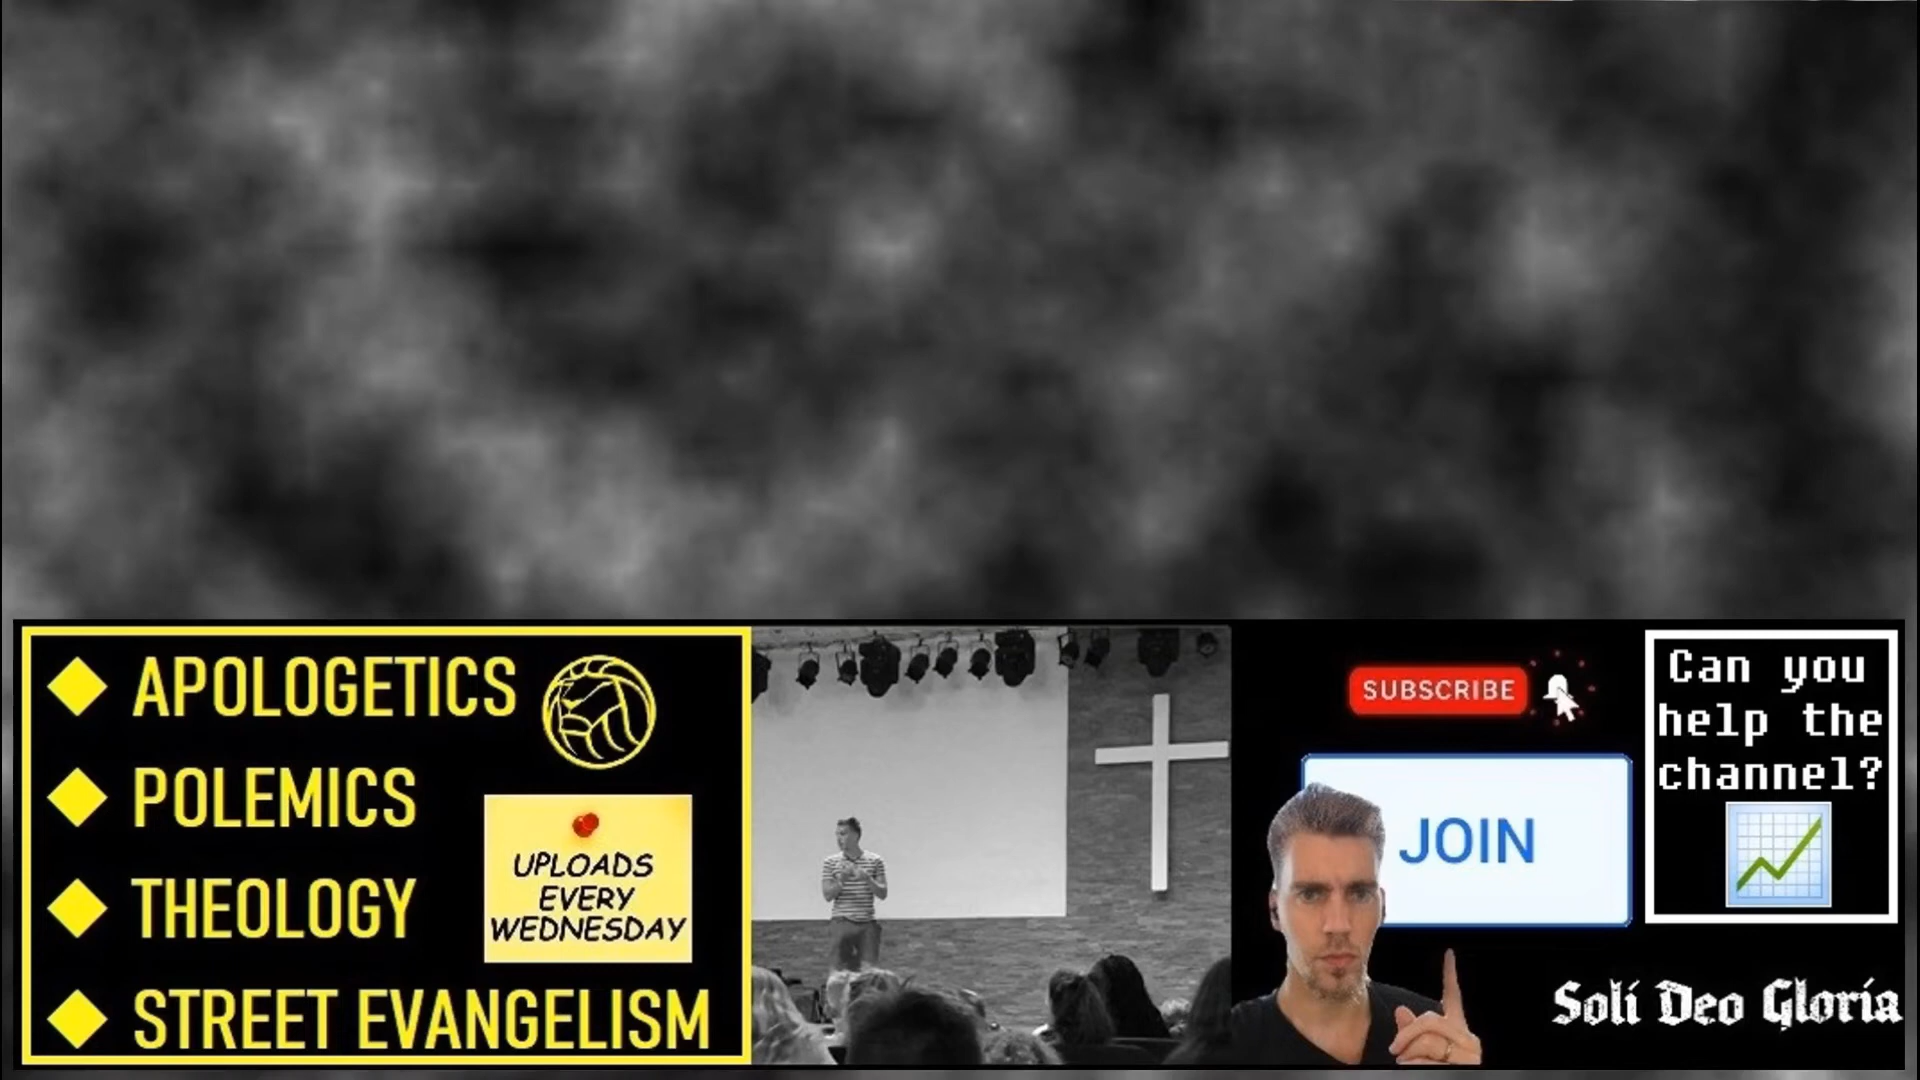 APOLOGETICS
POLEMICS
THEOLOGY
STREET EVANGELISM
UPLOADS
EVERY
WEDNESDAY
SUBSCRIBE
JOIN
Can you
help the
channel?
Soli Deo Gloria